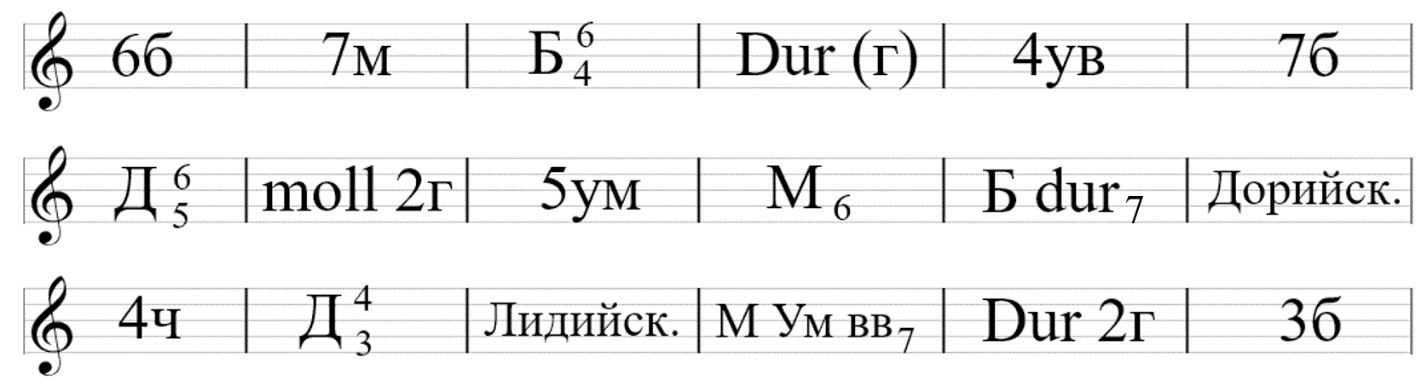 6б 7м Б 6 4 Dur (г) 4ув 7б
Д 6 5 moll 2г 5ум М 6 Б dur 7 Дорийск.
4ч Д 4 3 Лидийск. М Ум вв 7 Dur 2г 3б